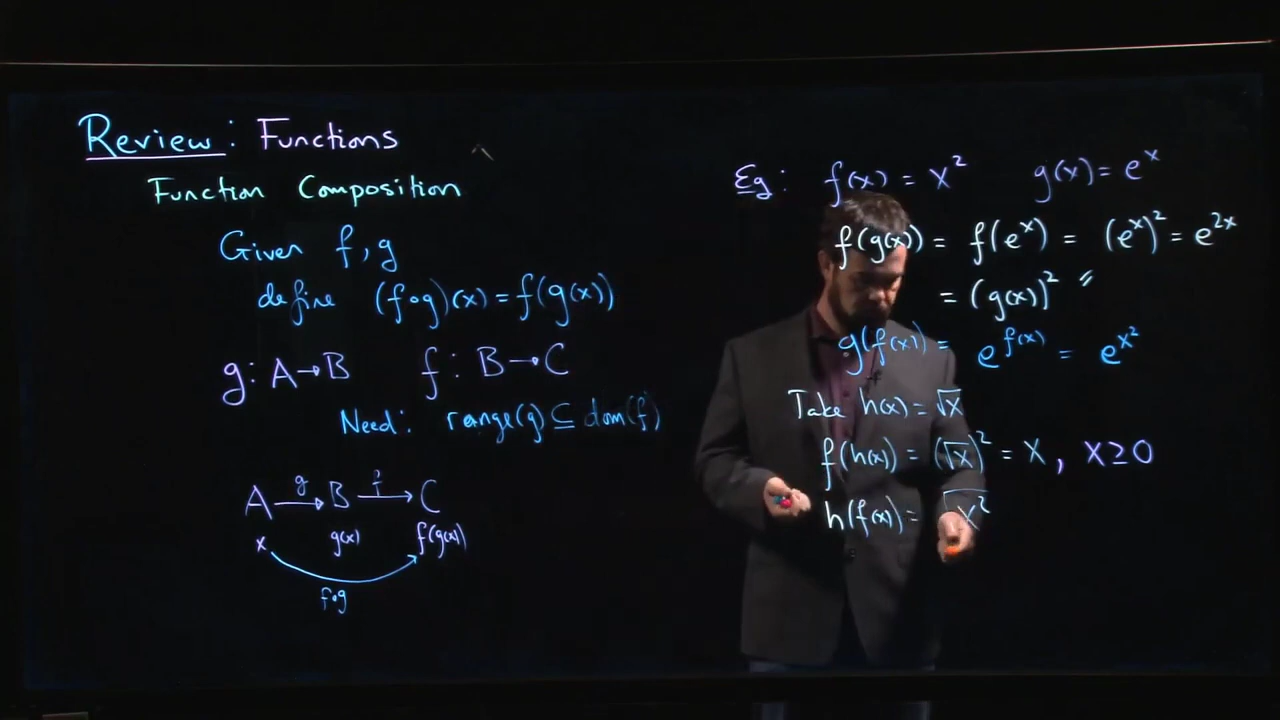 Review: Functions
Function Composition
Given f, g
define (f∘g)(x) = f(g(x))
g: A→B f: B→C
Need: range(g) ⊆ dom(f)
A g→ B f→ C
x g(x) f(g(x))
f∘g
Eg: f(x) = x² g(x) = eˣ
f(g(x)) = f(eˣ) = (eˣ)² = e²ˣ
= (g(x))² 〃
g(f(x)) = e^f(x) = e^x²
Take h(x) = √x
f(h(x)) = (√x)² = x, x≥0
h(f(x)) = √x²